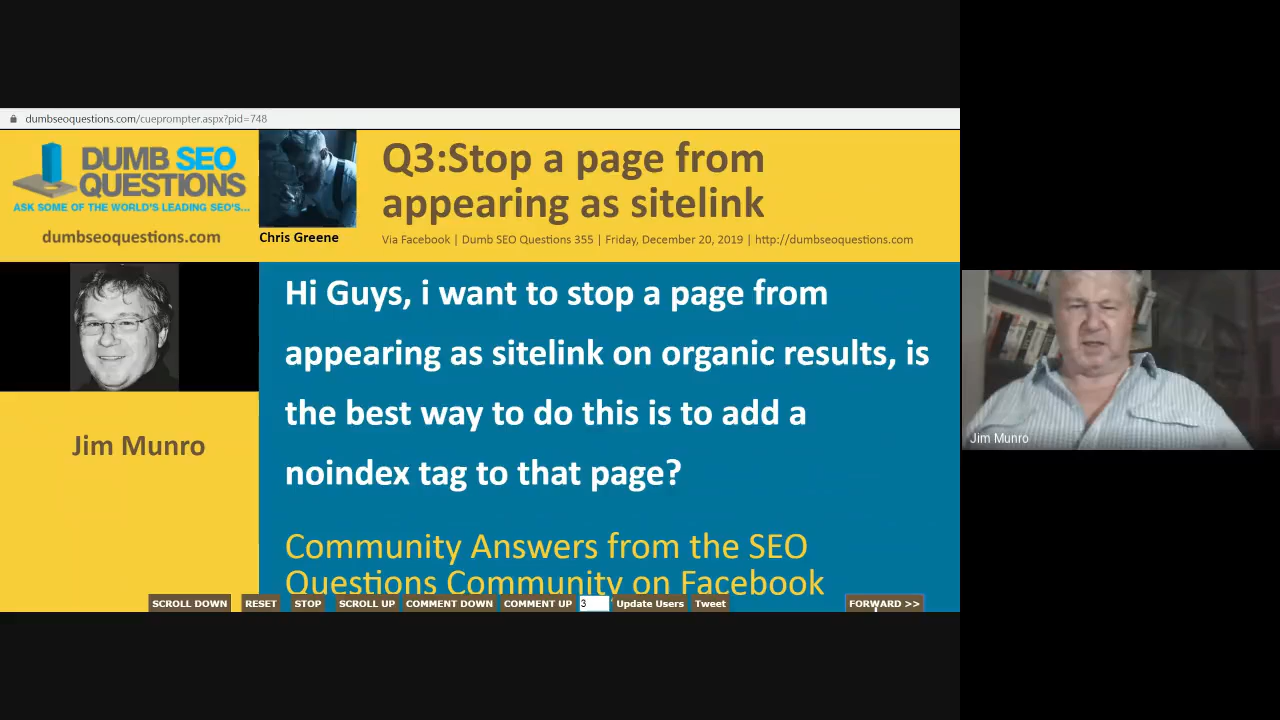 dumbseoquestions.com/cueprompter.aspx?pid=748
DUMB SEO
QUESTIONS
ASK SOME OF THE WORLD'S LEADING SEO'S...
dumbseoquestions.com
Chris Greene
Q3:Stop a page from
appearing as sitelink
Via Facebook | Dumb SEO Questions 355 | Friday, December 20, 2019 | http://dumbseoquestions.com
Jim Munro
Hi Guys, i want to stop a page from
appearing as sitelink on organic results, is
the best way to do this is to add a
noindex tag to that page?
Community Answers from the SEO
Questions Community on Facebook
SCROLL DOWN RESET STOP SCROLL UP COMMENT DOWN COMMENT UP 3 Update Users Tweet FORWARD >>
Jim Munro